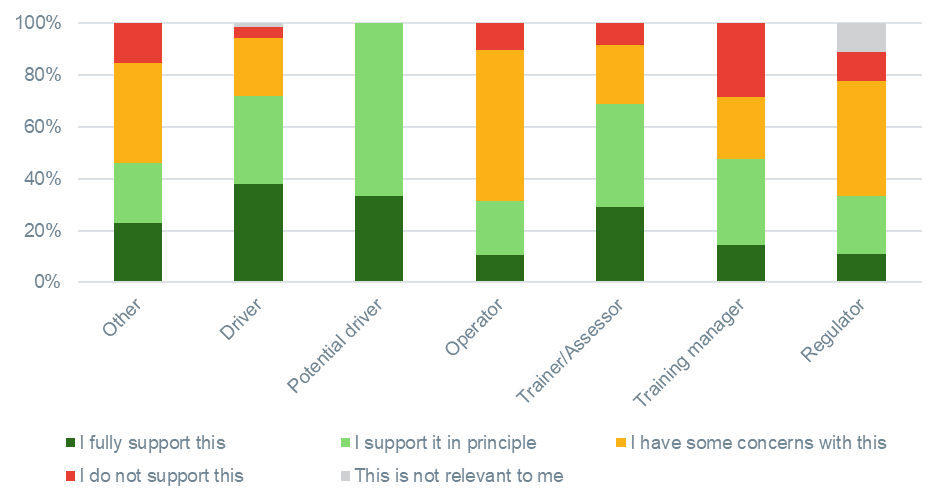 100%
80%
60%
40%
20%
0%
Other
Driver
Potential driver
Operator
Trainer/Assessor
Training manager
Regulator
I fully support this
I support it in principle
I have some concerns with this
I do not support this
This is not relevant to me